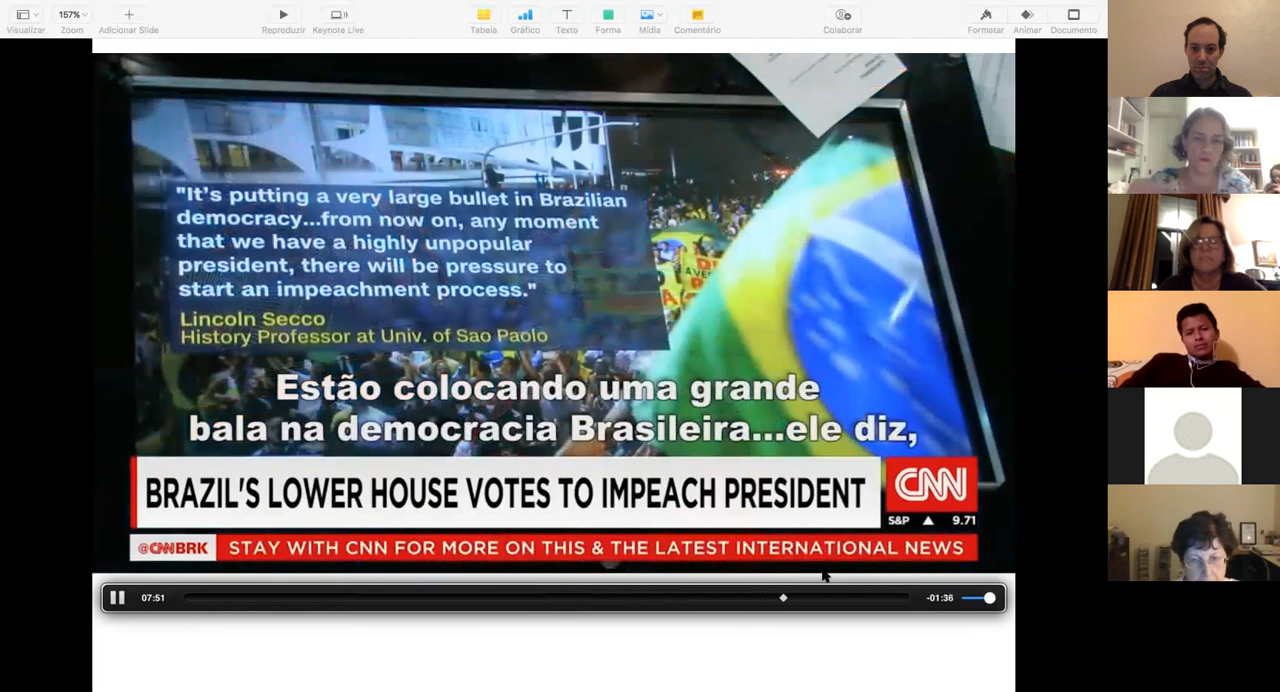 157%
Visualizar
Zoom
Adicionar Slide
Reproduzir
Keynote Live
Tabela
Gráfico
Texto
Forma
Mídia
Comentário
Colaborar
Formatar
Animar
Documento
"It's putting a very large bullet in Brazilian
democracy...from now on, any moment
that we have a highly unpopular
president, there will be pressure to
start an impeachment process."
Lincoln Secco
History Professor at Univ. of Sao Paolo
Estão colocando uma grande
bala na democracia Brasileira...ele diz,
BRAZIL'S LOWER HOUSE VOTES TO IMPEACH PRESIDENT
CNN
S&P ▲ 9.71
@CNNBRK
STAY WITH CNN FOR MORE ON THIS & THE LATEST INTERNATIONAL NEWS
07:51
-01:36